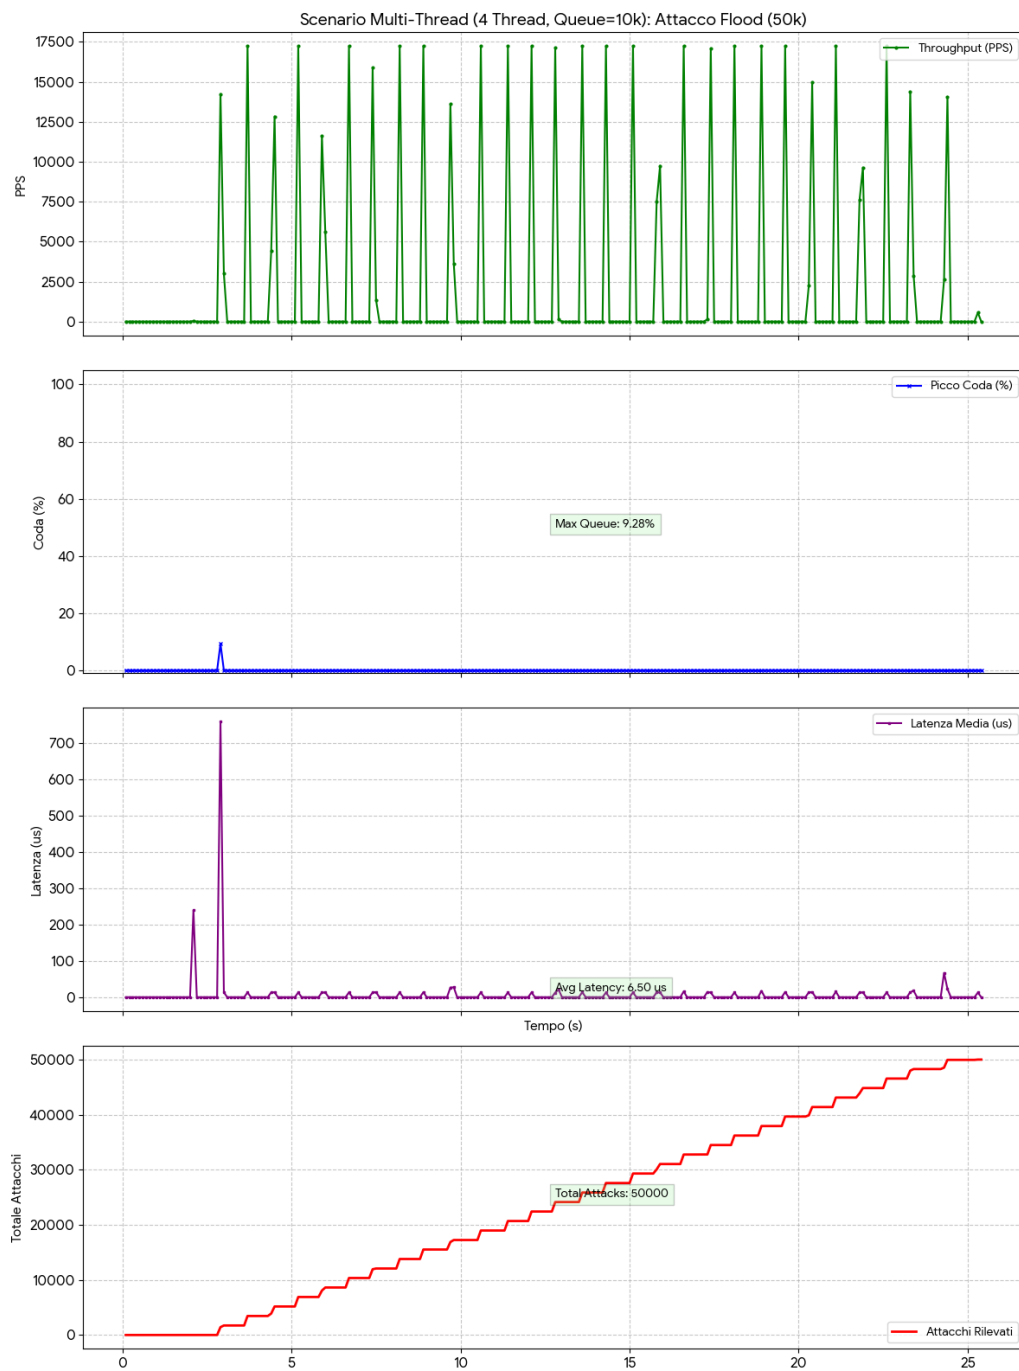 Scenario Multi-Thread (4 Thread, Queue=10k): Attacco Flood (50k)
Throughput (PPS)
17500
15000
12500
10000
7500
5000
2500
0
PPS
Picco Coda (%)
100
80
60
40
20
0
Coda (%)
Max Queue: 9.28%
Latenza Media (us)
700
600
500
400
300
200
100
0
Latenza (us)
Avg Latency: 6.50 us
Tempo (s)
50000
40000
30000
20000
10000
0
Totale Attacchi
Total Attacks: 50000
Attacchi Rilevati
0 5 10 15 20 25